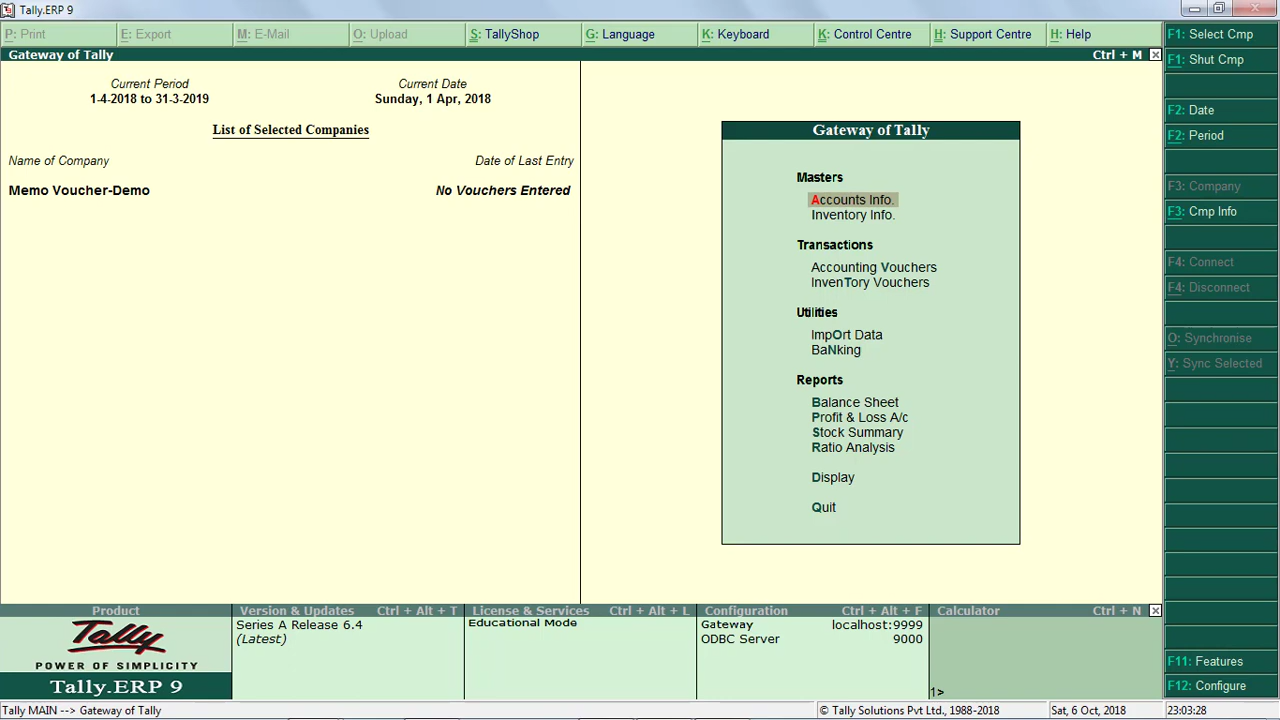 Tally.ERP 9
P: Print
E: Export
M: E-Mail
O: Upload
S: TallyShop
G: Language
K: Keyboard
K: Control Centre
H: Support Centre
H: Help
Gateway of Tally
Ctrl + M
Current Period
1-4-2018 to 31-3-2019
Current Date
Sunday, 1 Apr, 2018
List of Selected Companies
Name of Company
Date of Last Entry
Memo Voucher-Demo
No Vouchers Entered
Gateway of Tally
Masters
Accounts Info.
Inventory Info.
Transactions
Accounting Vouchers
InvenTory Vouchers
Utilities
ImpOrt Data
BaNking
Reports
Balance Sheet
Profit & Loss A/c
Stock Summary
Ratio Analysis
Display
Quit
F1: Select Cmp
F1: Shut Cmp
F2: Date
F2: Period
F3: Company
F3: Cmp Info
F4: Connect
F4: Disconnect
O: Synchronise
Y: Sync Selected
F11: Features
F12: Configure
Product
Tally
POWER OF SIMPLICITY
Tally.ERP 9
Version & Updates
Ctrl + Alt + T
Series A Release 6.4
(Latest)
License & Services
Ctrl + Alt + L
Educational Mode
Configuration
Ctrl + Alt + F
Gateway
localhost:9999
ODBC Server
9000
Calculator
Ctrl + N
1>
Tally MAIN --> Gateway of Tally
© Tally Solutions Pvt Ltd., 1988-2018
Sat, 6 Oct, 2018
23:03:28